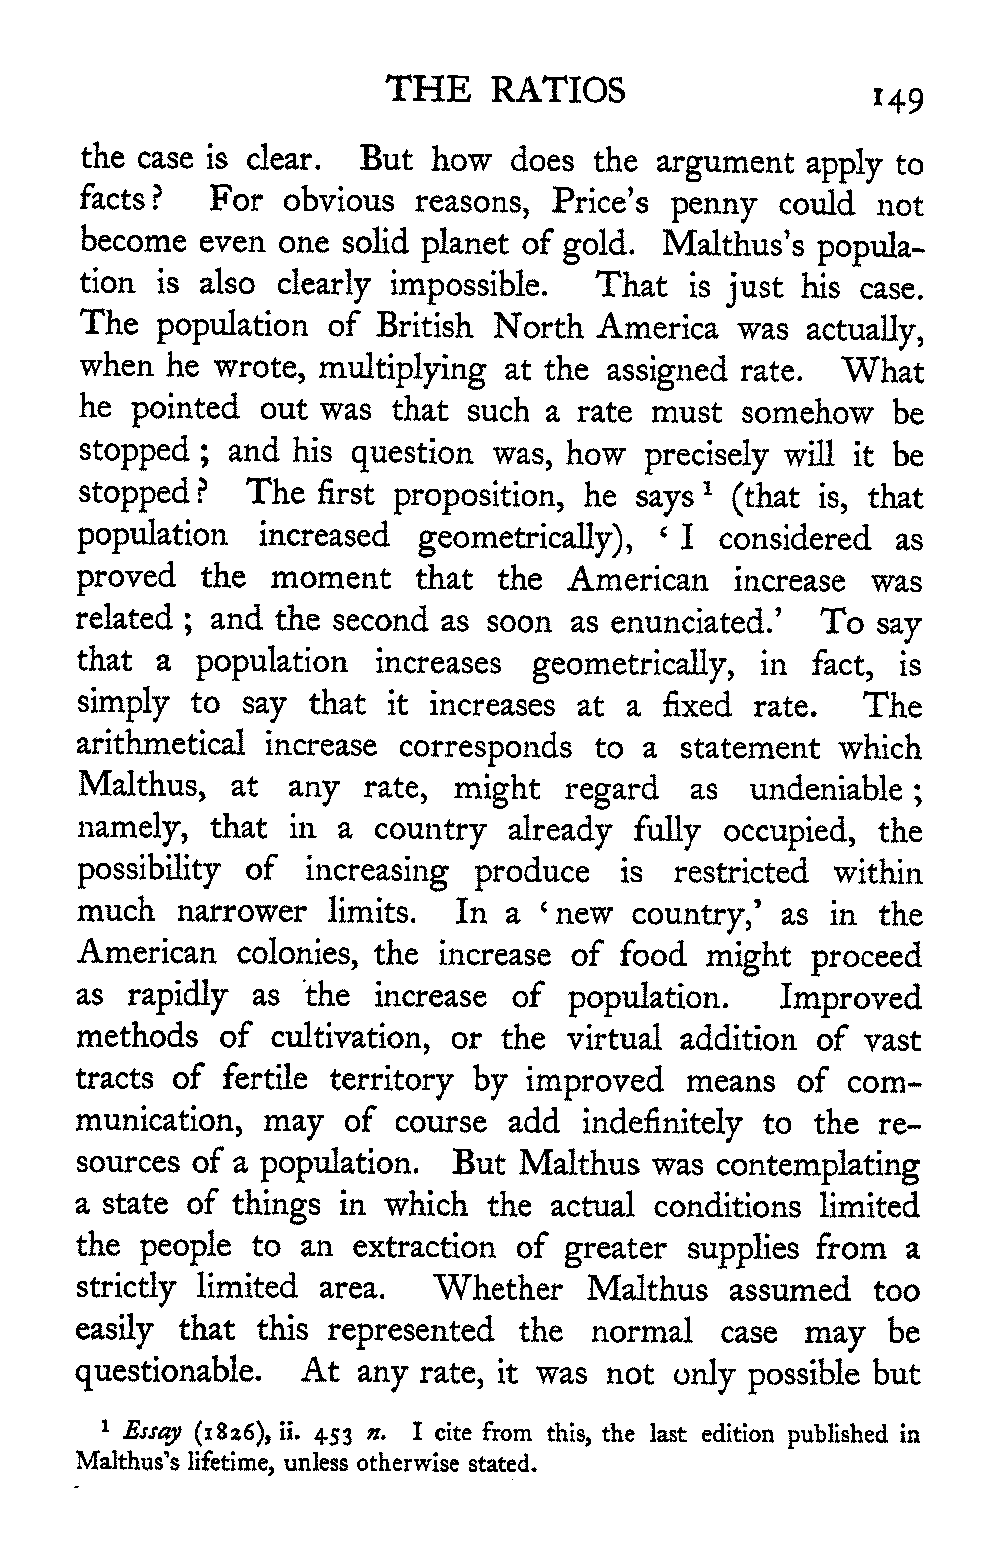 THE RATIOS 149
the case is clear. But how does the argument apply to
facts? For obvious reasons, Price's penny could not
become even one solid planet of gold. Malthus's popula-
tion is also clearly impossible. That is just his case.
The population of British North America was actually,
when he wrote, multiplying at the assigned rate. What
he pointed out was that such a rate must somehow be
stopped ; and his question was, how precisely will it be
stopped? The first proposition, he says ¹ (that is, that
population increased geometrically), ‘ I considered as
proved the moment that the American increase was
related ; and the second as soon as enunciated.’ To say
that a population increases geometrically, in fact, is
simply to say that it increases at a fixed rate. The
arithmetical increase corresponds to a statement which
Malthus, at any rate, might regard as undeniable ;
namely, that in a country already fully occupied, the
possibility of increasing produce is restricted within
much narrower limits. In a ‘ new country,’ as in the
American colonies, the increase of food might proceed
as rapidly as the increase of population. Improved
methods of cultivation, or the virtual addition of vast
tracts of fertile territory by improved means of com-
munication, may of course add indefinitely to the re-
sources of a population. But Malthus was contemplating
a state of things in which the actual conditions limited
the people to an extraction of greater supplies from a
strictly limited area. Whether Malthus assumed too
easily that this represented the normal case may be
questionable. At any rate, it was not only possible but
¹ Essay (1826), ii. 453 n. I cite from this, the last edition published in
Malthus's lifetime, unless otherwise stated.